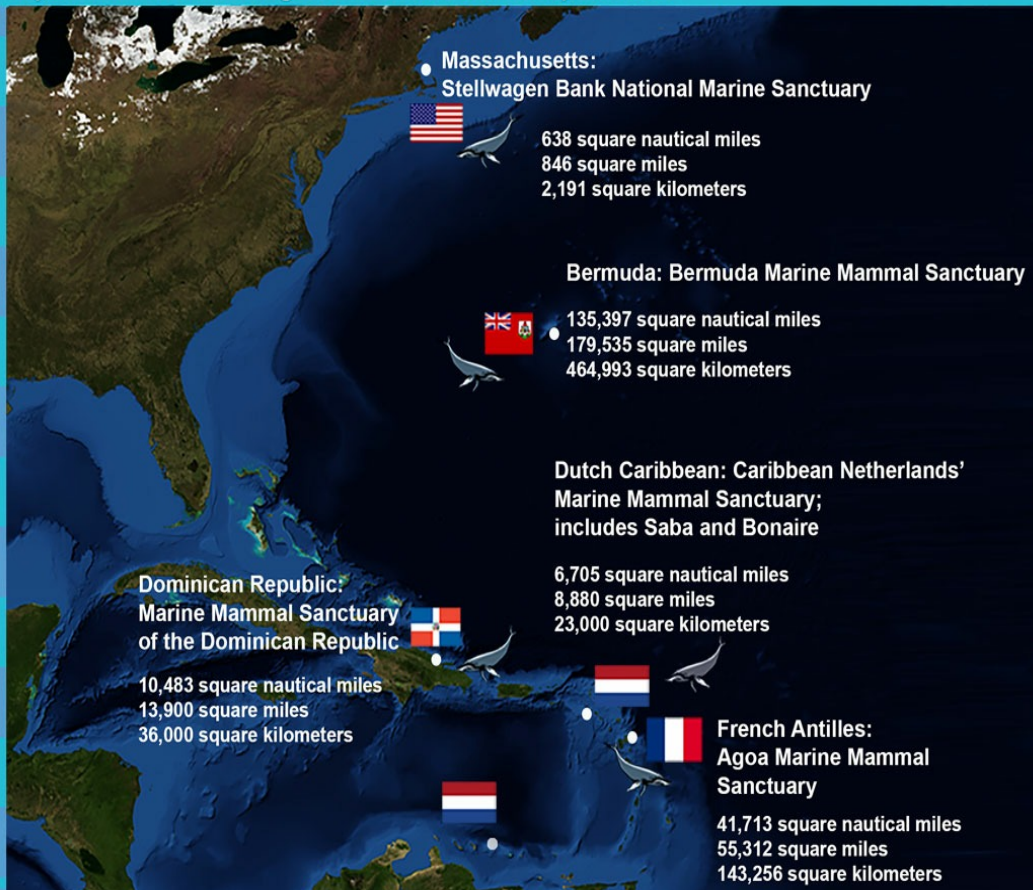 Massachusetts:
Stellwagen Bank National Marine Sanctuary
638 square nautical miles
846 square miles
2,191 square kilometers
Bermuda: Bermuda Marine Mammal Sanctuary
135,397 square nautical miles
179,535 square miles
464,993 square kilometers
Dutch Caribbean: Caribbean Netherlands'
Marine Mammal Sanctuary;
includes Saba and Bonaire
6,705 square nautical miles
8,880 square miles
23,000 square kilometers
Dominican Republic:
Marine Mammal Sanctuary
of the Dominican Republic
10,483 square nautical miles
13,900 square miles
36,000 square kilometers
French Antilles:
Agoa Marine Mammal
Sanctuary
41,713 square nautical miles
55,312 square miles
143,256 square kilometers